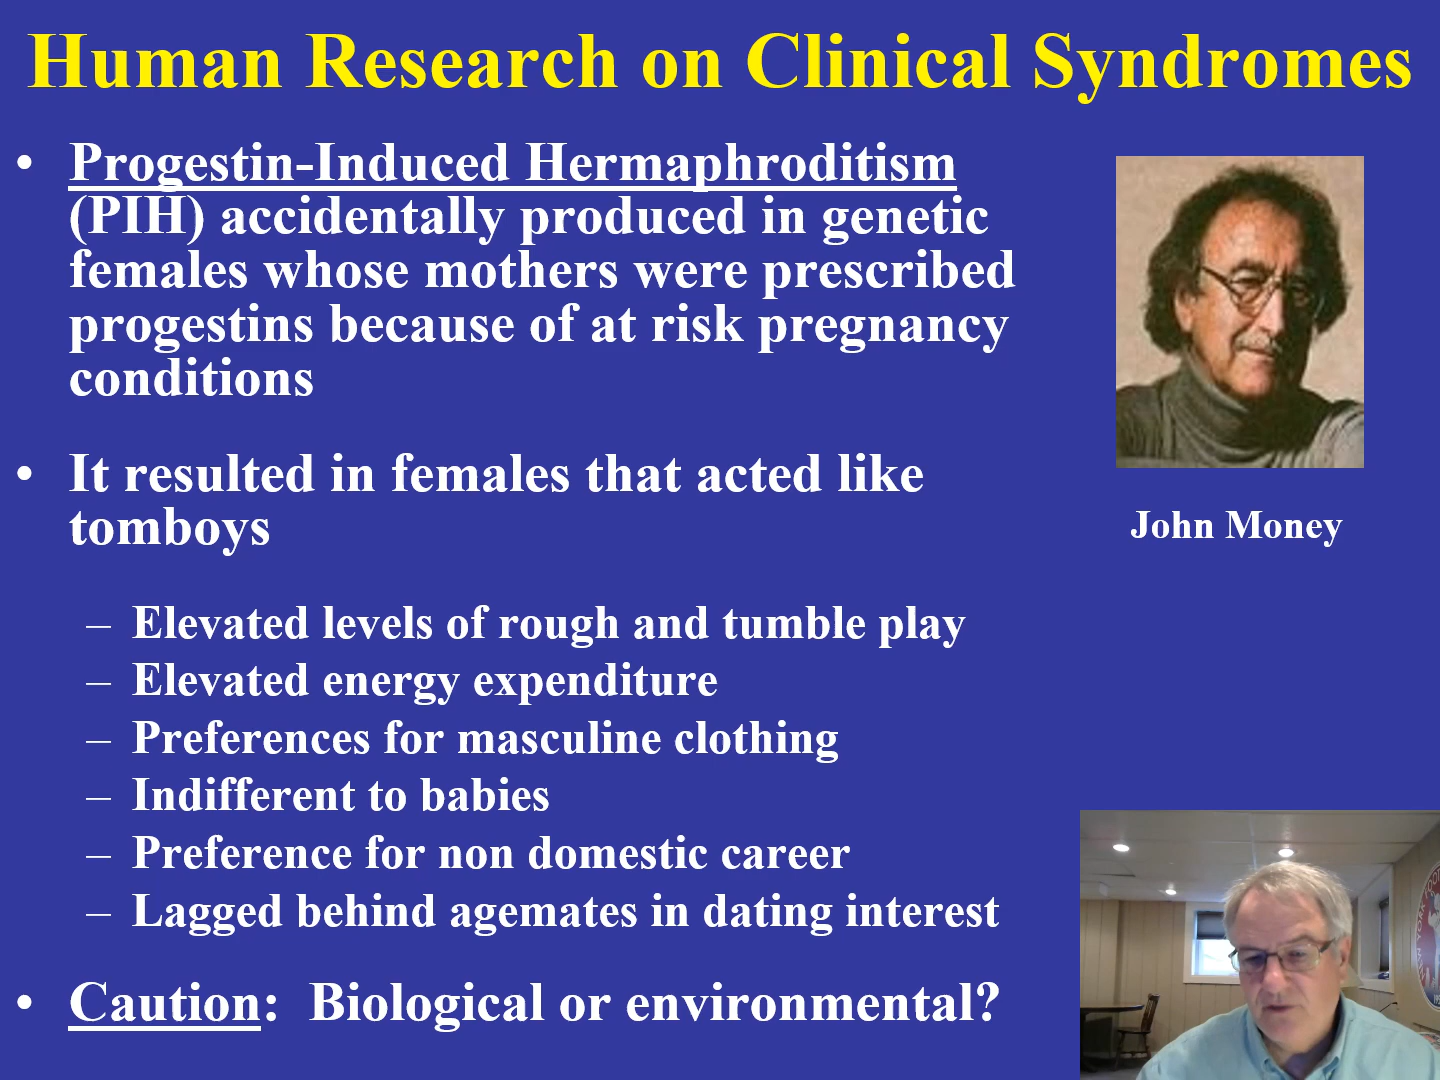 Human Research on Clinical Syndromes
• Progestin-Induced Hermaphroditism
(PIH) accidentally produced in genetic
females whose mothers were prescribed
progestins because of at risk pregnancy
conditions
• It resulted in females that acted like
tomboys
– Elevated levels of rough and tumble play
– Elevated energy expenditure
– Preferences for masculine clothing
– Indifferent to babies
– Preference for non domestic career
– Lagged behind agemates in dating interest
• Caution: Biological or environmental?
John Money